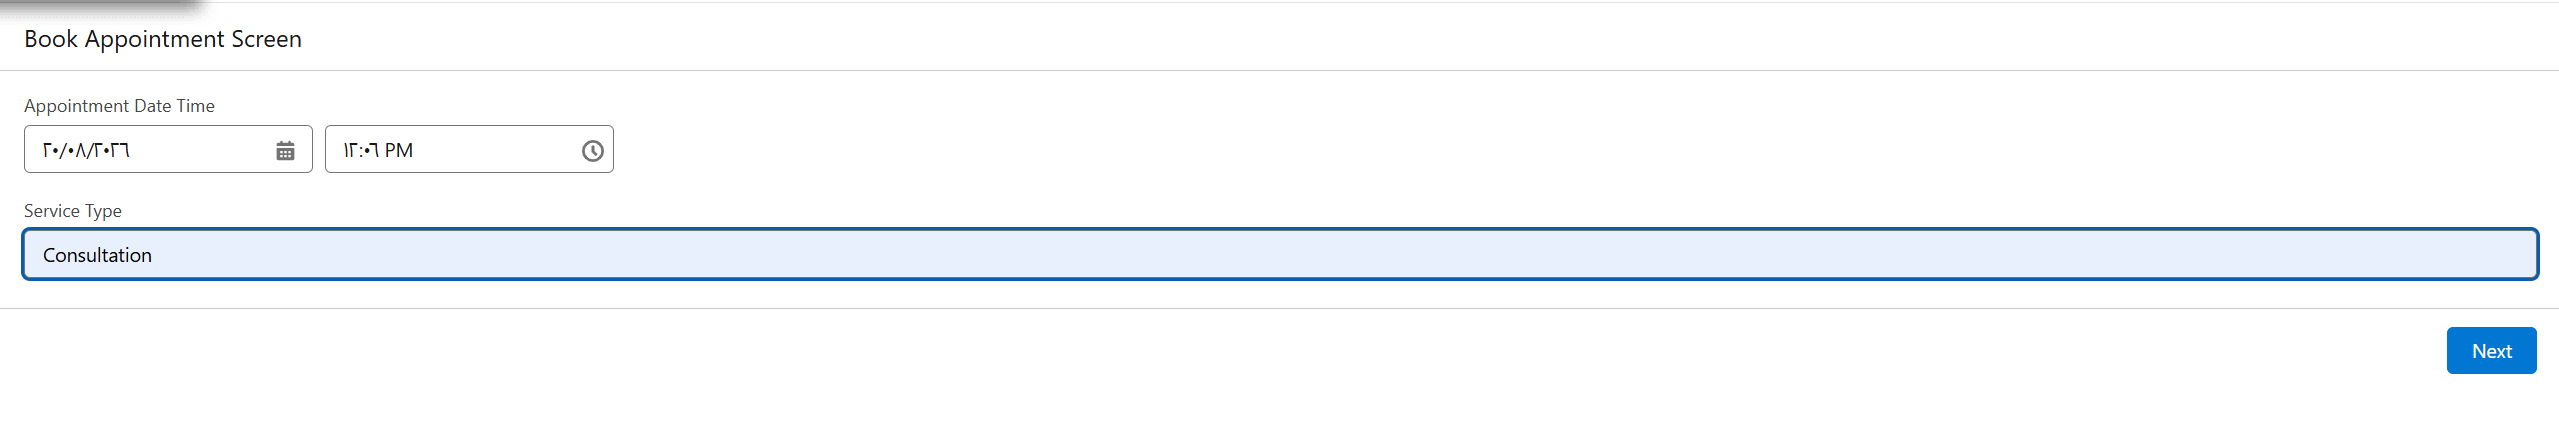 Book Appointment Screen
Appointment Date Time
٢٠/٠٨/٢٠٢٦
١٢:٠٦ PM
Service Type
Consultation
Next